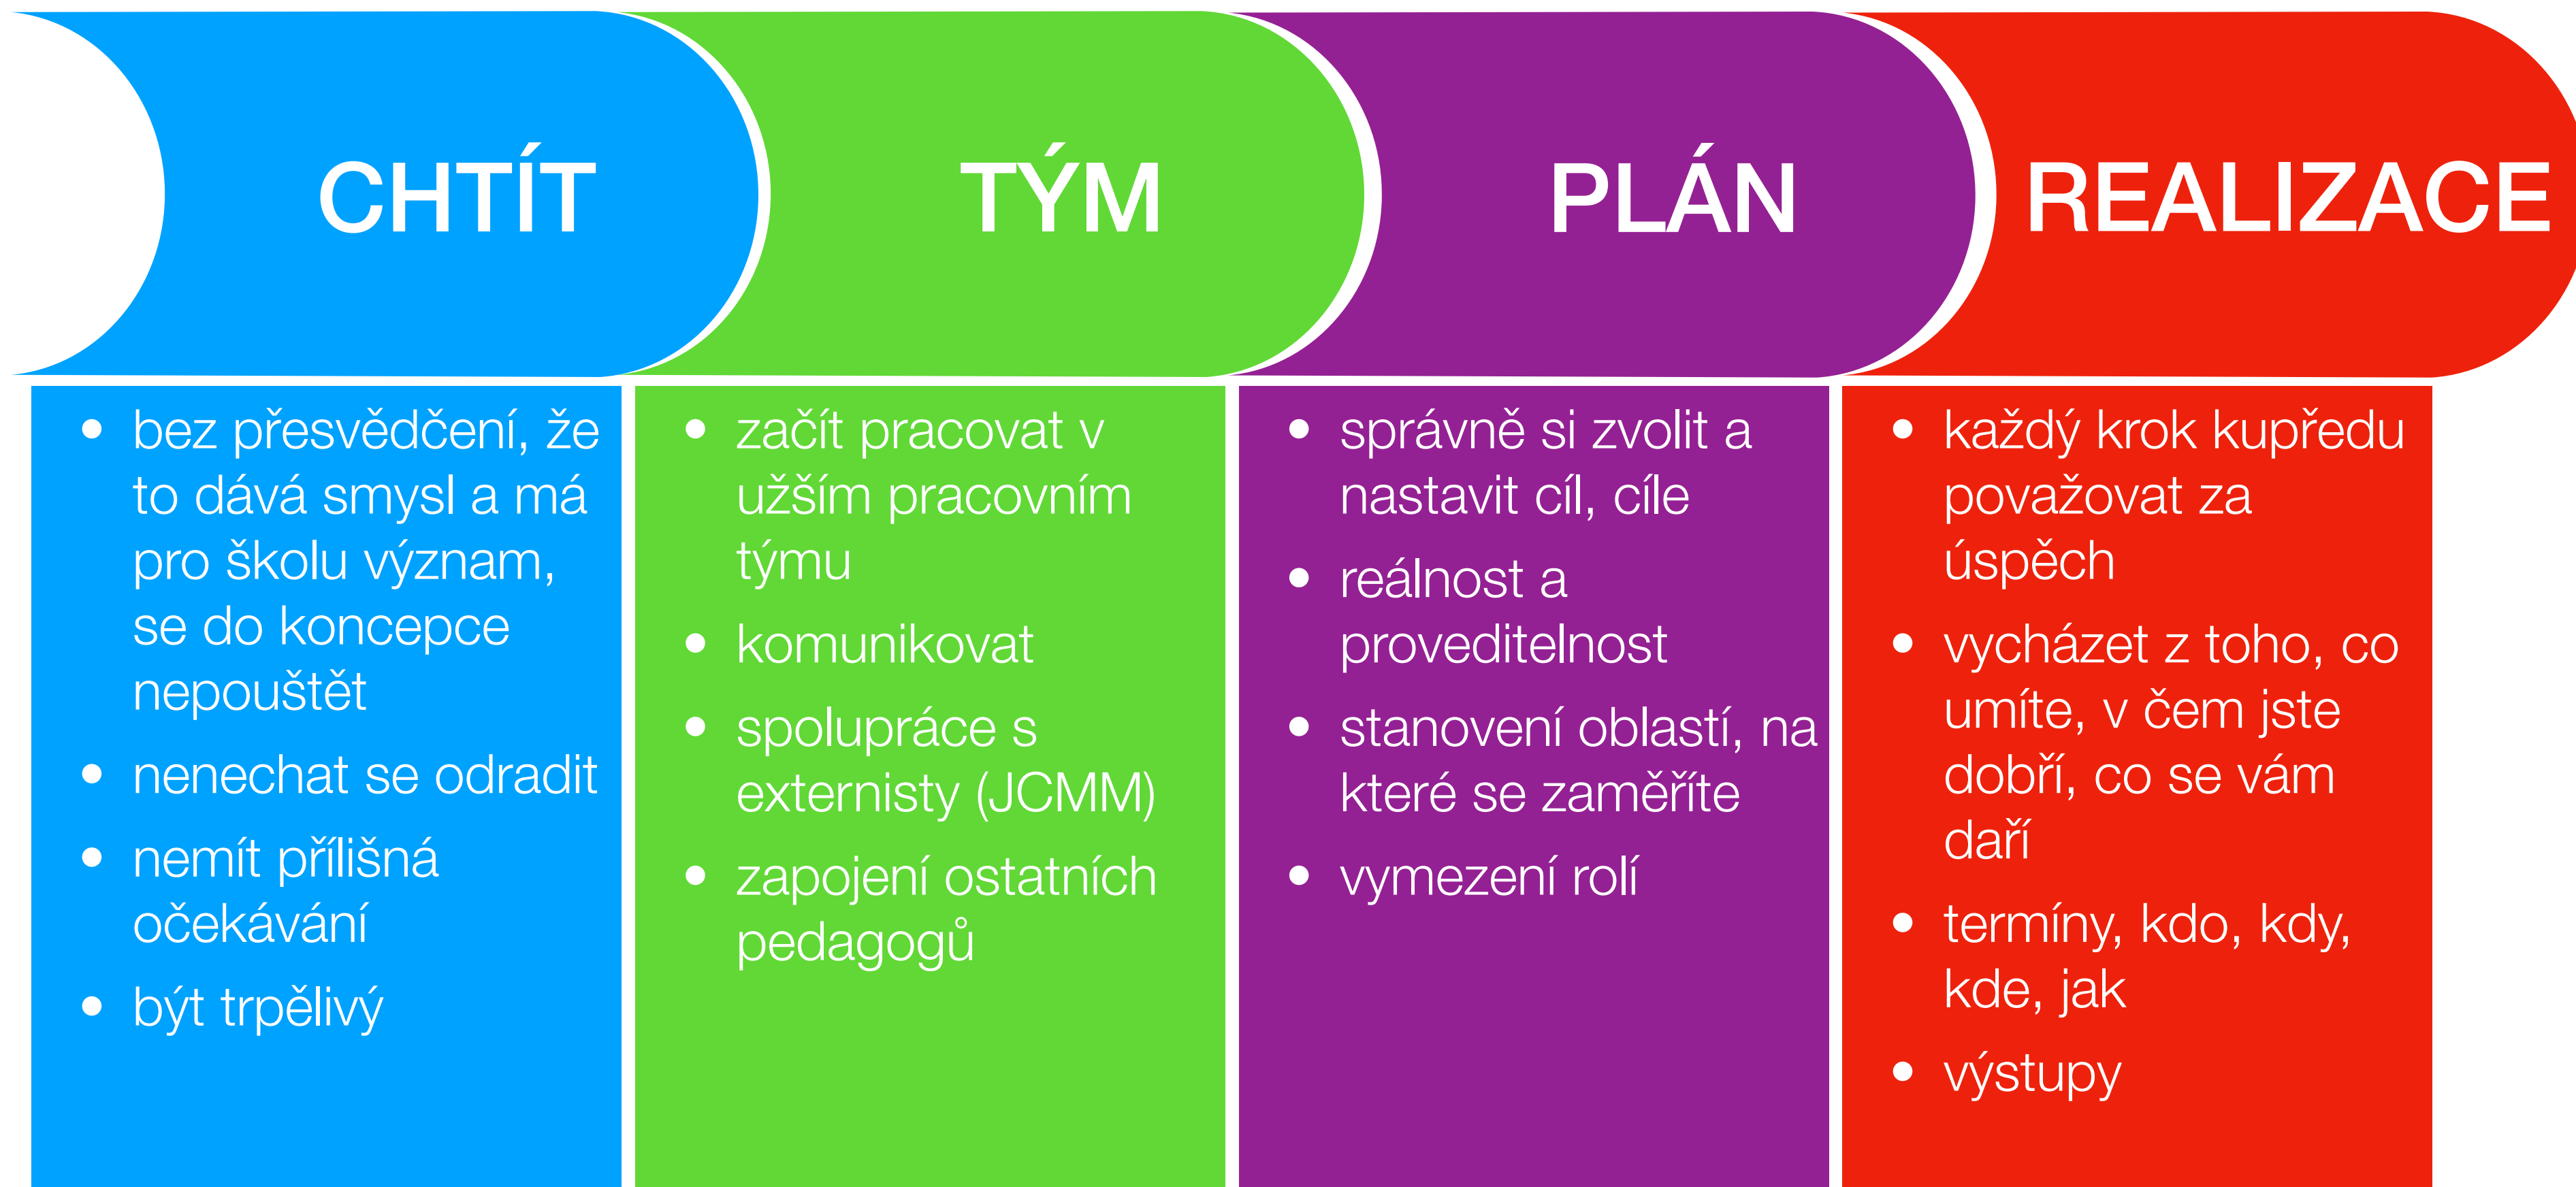 CHTÍT
TÝM
PLÁN
REALIZACE
• bez přesvědčení, že
to dává smysl a má
pro školu význam,
se do koncepce
nepouštět
• nenechat se odradit
• nemít přílišná
očekávání
• být trpělivý
• začít pracovat v
užším pracovním
týmu
• komunikovat
• spolupráce s
externisty (JCMM)
• zapojení ostatních
pedagogů
• správně si zvolit a
nastavit cíl, cíle
• reálnost a
proveditelnost
• stanovení oblastí, na
které se zaměříte
• vymezení rolí
• každý krok kupředu
považovat za
úspěch
• vycházet z toho, co
umíte, v čem jste
dobří, co se vám
daří
• termíny, kdo, kdy,
kde, jak
• výstupy